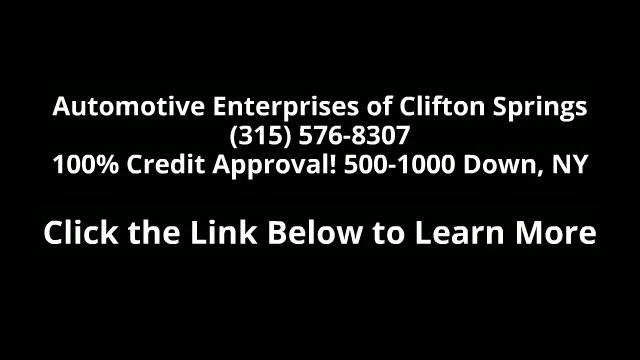 Automotive Enterprises of Clifton Springs
(315) 576-8307
100% Credit Approval! 500-1000 Down, NY
Click the Link Below to Learn More